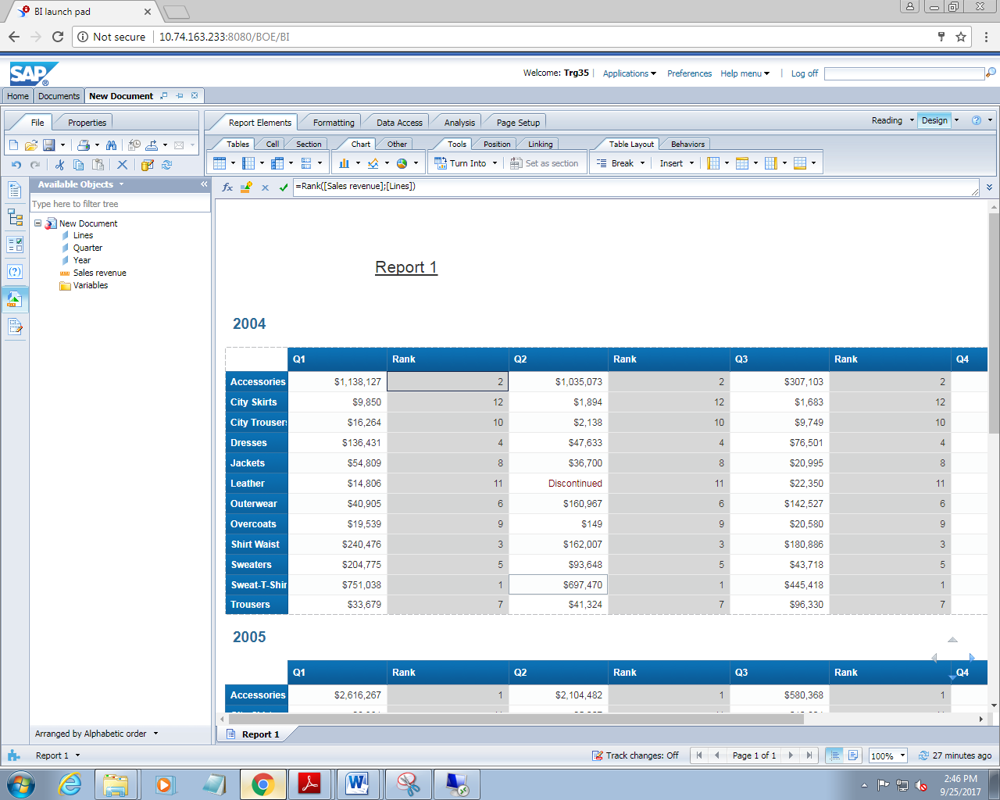 BI launch pad
Not secure 10.74.163.233:8080/BOE/BI
SAP
Welcome: Trg35 Applications Preferences Help menu Log off
Home Documents New Document
File Properties Report Elements Formatting Data Access Analysis Page Setup Reading Design
Tables Cell Section Chart Other Tools Position Linking Table Layout Behaviors
Turn Into Set as section Break Insert
Available Objects
=Rank([Sales revenue];[Lines])
Type here to filter tree
New Document
Lines
Quarter
Year
Sales revenue
Variables
Report 1
2004
Q1 Rank Q2 Rank Q3 Rank Q4
Accessories $1,138,127 2 $1,035,073 2 $307,103 2
City Skirts $9,850 12 $1,894 12 $1,683 12
City Trousers $16,264 10 $2,138 10 $9,749 10
Dresses $136,431 4 $47,633 4 $76,501 4
Jackets $54,809 8 $36,700 8 $20,995 8
Leather $14,806 11 Discontinued 11 $22,350 11
Outerwear $40,905 6 $160,967 6 $142,527 6
Overcoats $19,539 9 $149 9 $20,580 9
Shirt Waist $240,476 3 $162,007 3 $180,886 3
Sweaters $204,775 5 $93,648 5 $43,718 5
Sweat-T-Shir $751,038 1 $697,470 1 $445,418 1
Trousers $33,679 7 $41,324 7 $96,330 7
2005
Q1 Rank Q2 Rank Q3 Rank Q4
Accessories $2,616,267 1 $2,104,482 1 $580,368 1
Arranged by Alphabetic order
Report 1
Report 1 Track changes: Off Page 1 of 1 100% 27 minutes ago
2:46 PM
9/25/2017